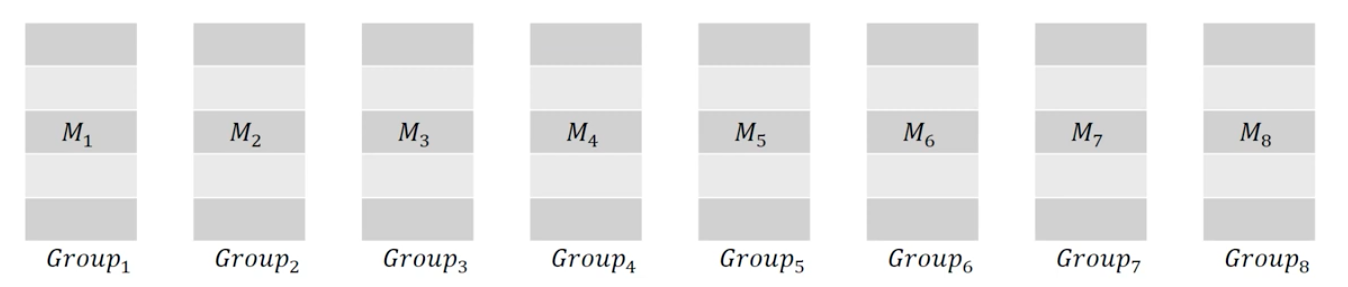 M₁ M₂ M₃ M₄ M₅ M₆ M₇ M₈
Group₁ Group₂ Group₃ Group₄ Group₅ Group₆ Group₇ Group₈